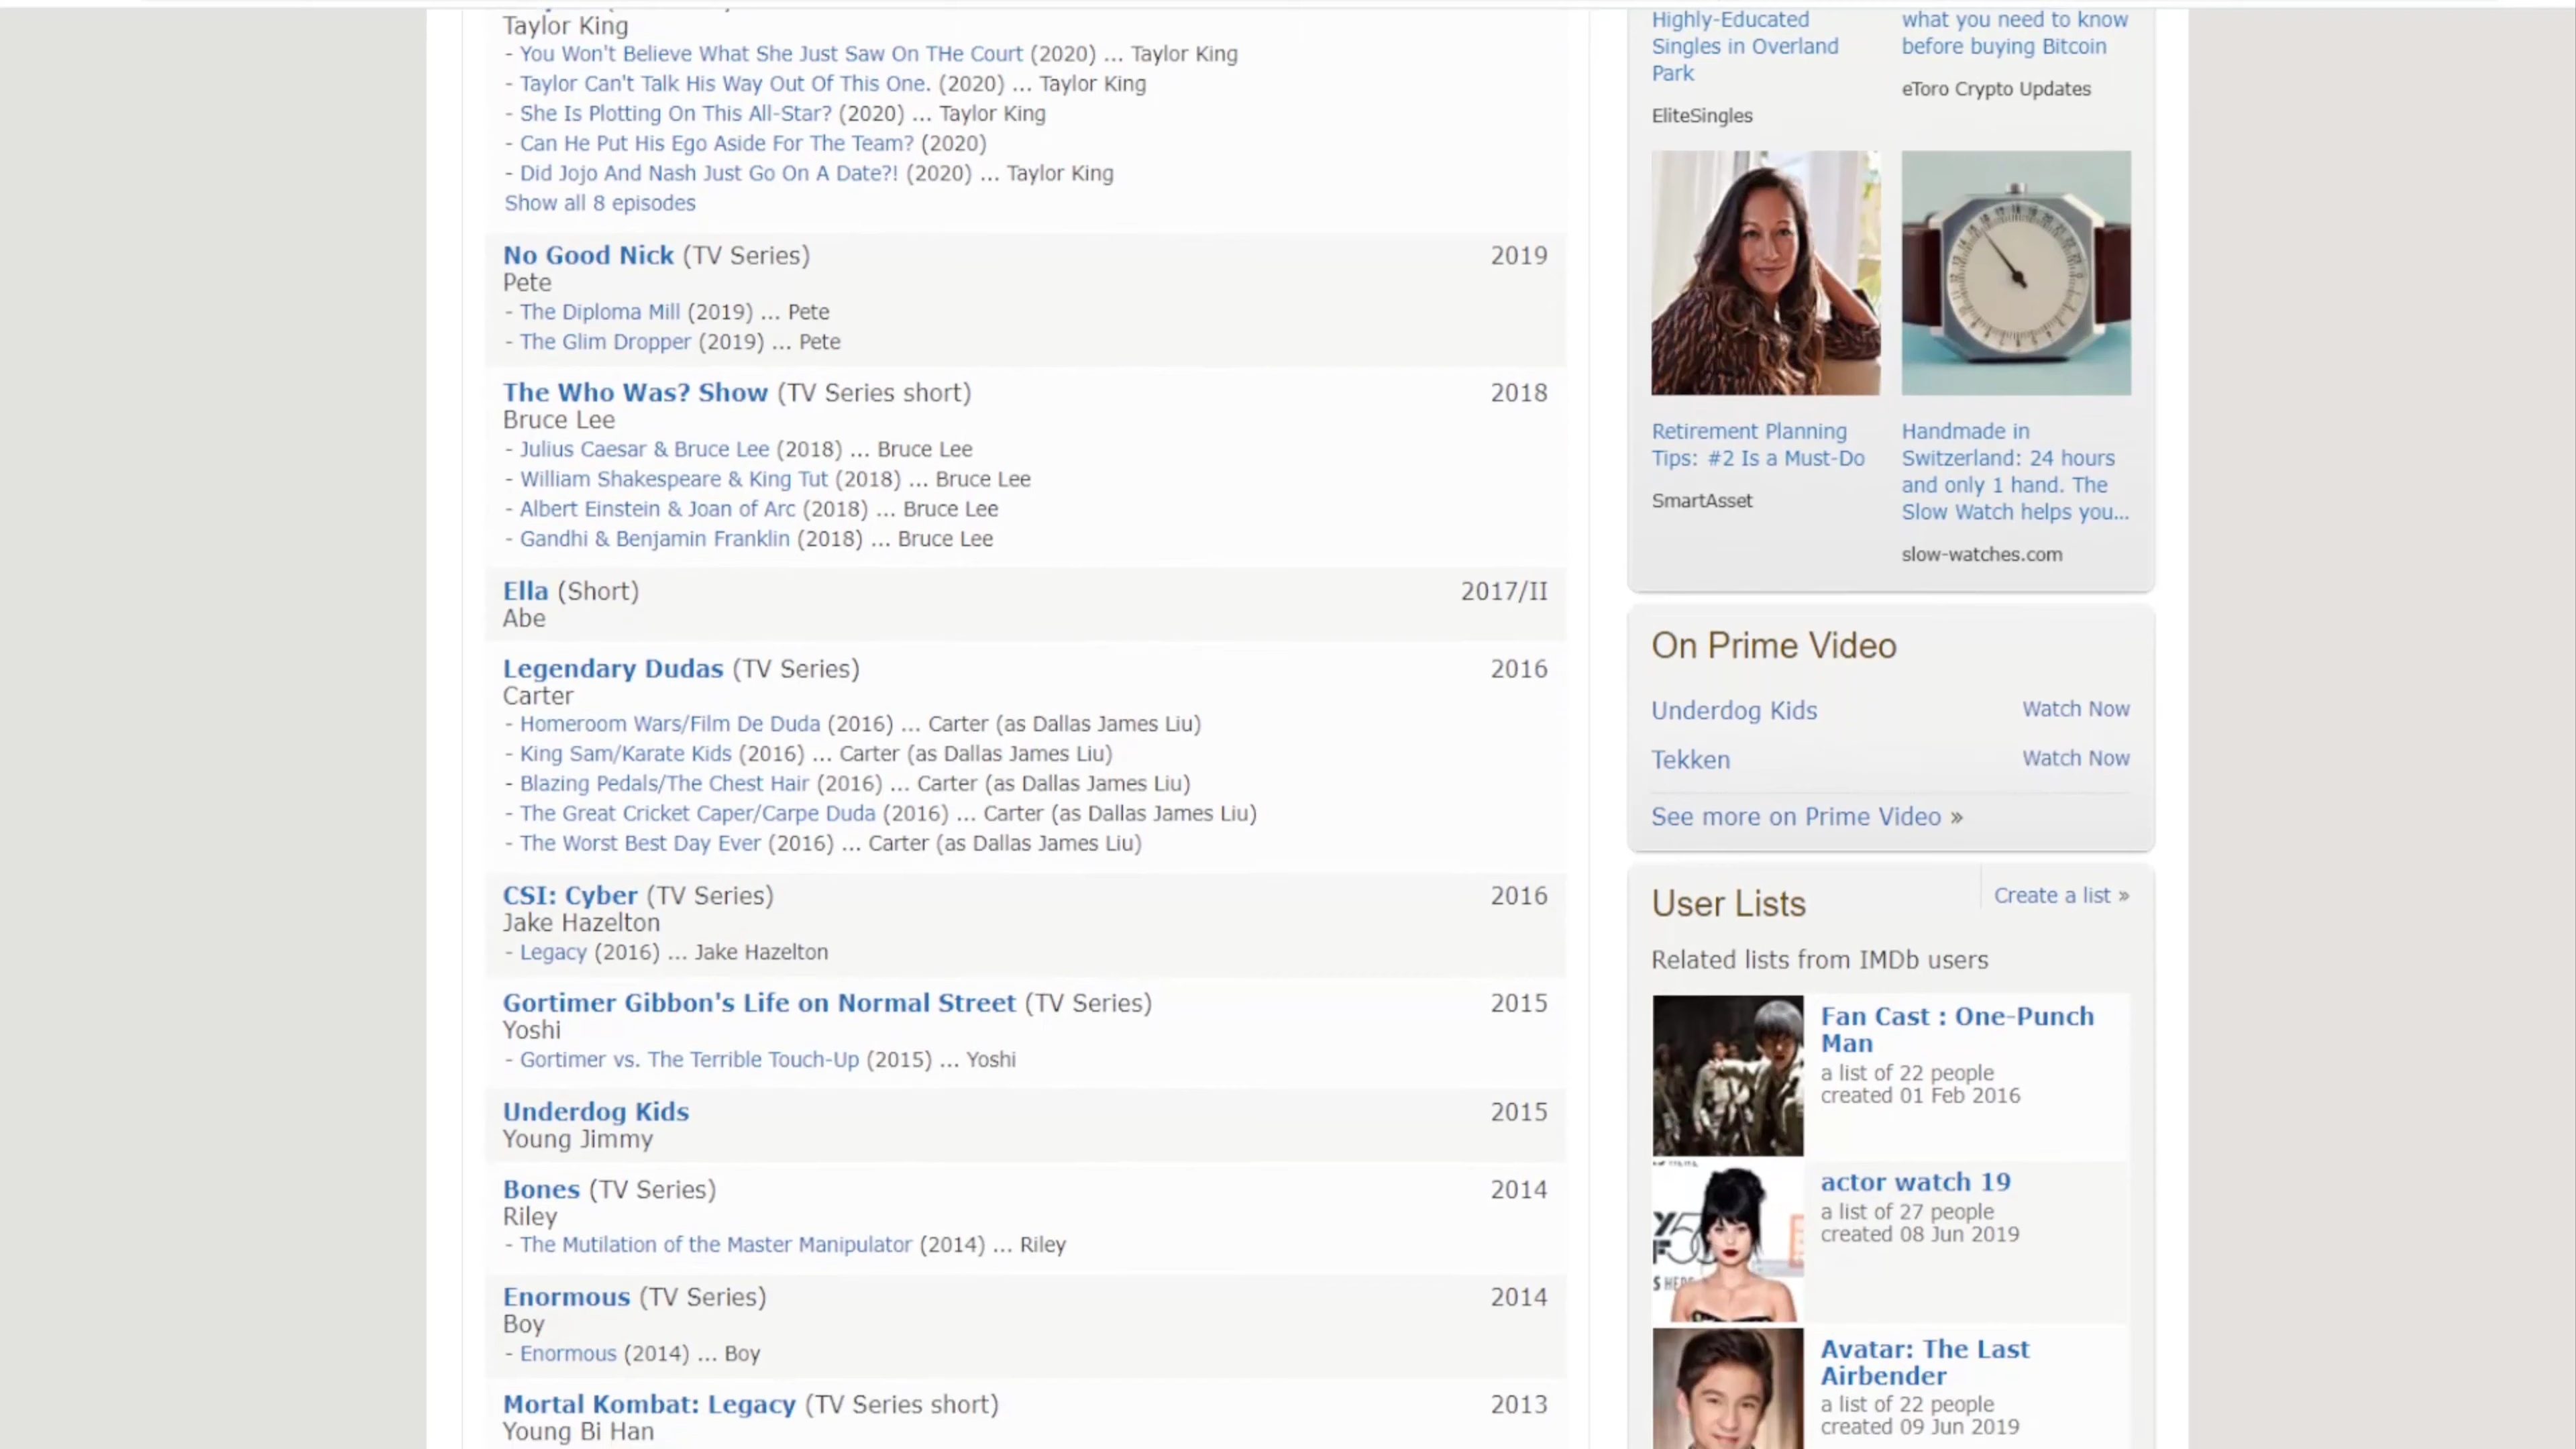 Taylor King
- You Won't Believe What She Just Saw On THe Court (2020) ... Taylor King
- Taylor Can't Talk His Way Out Of This One. (2020) ... Taylor King
- She Is Plotting On This All-Star? (2020) ... Taylor King
- Can He Put His Ego Aside For The Team? (2020)
- Did Jojo And Nash Just Go On A Date?! (2020) ... Taylor King
Show all 8 episodes
No Good Nick (TV Series) 2019
Pete
- The Diploma Mill (2019) ... Pete
- The Glim Dropper (2019) ... Pete
The Who Was? Show (TV Series short) 2018
Bruce Lee
- Julius Caesar & Bruce Lee (2018) ... Bruce Lee
- William Shakespeare & King Tut (2018) ... Bruce Lee
- Albert Einstein & Joan of Arc (2018) ... Bruce Lee
- Gandhi & Benjamin Franklin (2018) ... Bruce Lee
Ella (Short) 2017/II
Abe
Legendary Dudas (TV Series) 2016
Carter
- Homeroom Wars/Film De Duda (2016) ... Carter (as Dallas James Liu)
- King Sam/Karate Kids (2016) ... Carter (as Dallas James Liu)
- Blazing Pedals/The Chest Hair (2016) ... Carter (as Dallas James Liu)
- The Great Cricket Caper/Carpe Duda (2016) ... Carter (as Dallas James Liu)
- The Worst Best Day Ever (2016) ... Carter (as Dallas James Liu)
CSI: Cyber (TV Series) 2016
Jake Hazelton
- Legacy (2016) ... Jake Hazelton
Gortimer Gibbon's Life on Normal Street (TV Series) 2015
Yoshi
- Gortimer vs. The Terrible Touch-Up (2015) ... Yoshi
Underdog Kids 2015
Young Jimmy
Bones (TV Series) 2014
Riley
- The Mutilation of the Master Manipulator (2014) ... Riley
Enormous (TV Series) 2014
Boy
- Enormous (2014) ... Boy
Mortal Kombat: Legacy (TV Series short) 2013
Young Bi Han
Highly-Educated
Singles in Overland
Park
EliteSingles
what you need to know
before buying Bitcoin
eToro Crypto Updates
Retirement Planning
Tips: #2 Is a Must-Do
SmartAsset
Handmade in
Switzerland: 24 hours
and only 1 hand. The
Slow Watch helps you...
slow-watches.com
On Prime Video
Underdog Kids Watch Now
Tekken Watch Now
See more on Prime Video »
User Lists Create a list »
Related lists from IMDb users
Fan Cast : One-Punch
Man
a list of 22 people
created 01 Feb 2016
actor watch 19
a list of 27 people
created 08 Jun 2019
Avatar: The Last
Airbender
a list of 22 people
created 09 Jun 2019